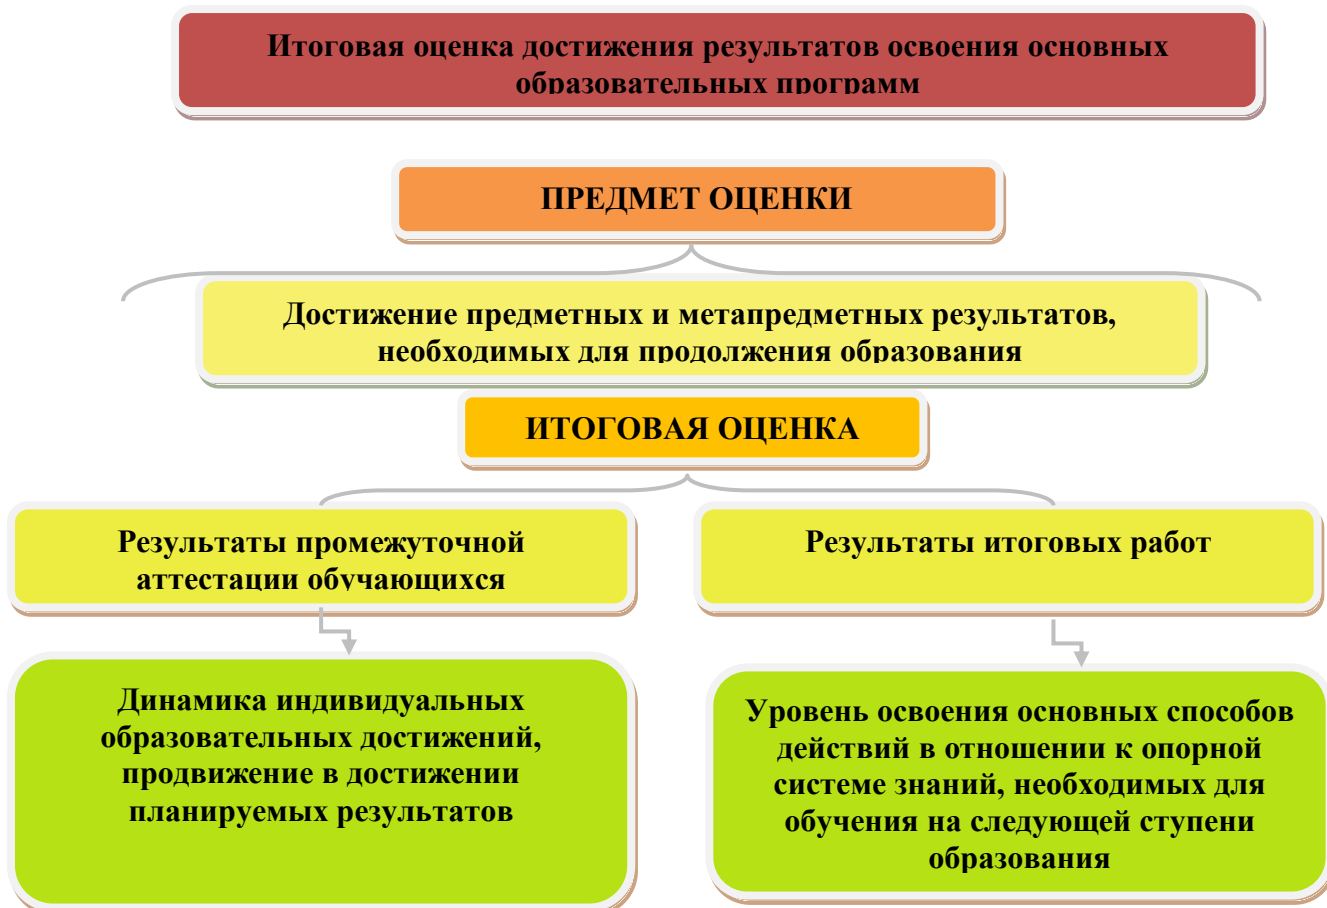 Итоговая оценка достижения результатов освоения основных
образовательных программ
ПРЕДМЕТ ОЦЕНКИ
Достижение предметных и метапредметных результатов,
необходимых для продолжения образования
ИТОГОВАЯ ОЦЕНКА
Результаты промежуточной
аттестации обучающихся
Результаты итоговых работ
Динамика индивидуальных
образовательных достижений,
продвижение в достижении
планируемых результатов
Уровень освоения основных способов
действий в отношении к опорной
системе знаний, необходимых для
обучения на следующей ступени
образования